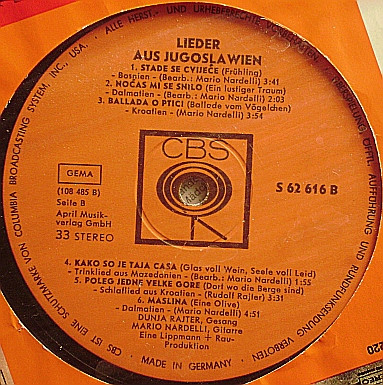 LIEDER
AUS JUGOSLAWIEN
1. STADE SE CVIJEĆE (Frühling)
- Bosnien - (Bearb.: Mario Nardelli) 3:41
2. NOĆAS MI SE SNILO (Ein lustiger Traum)
- Dalmatien - (Bearb.: Mario Nardelli) 2:03
3. BALLADA O PTICI (Ballade vom Vögelchen)
- Kroatien - (Mario Nardelli) 3:54
CBS
GEMA
(108 485 B)
Seite B
April Musik-
verlag GmbH
33 STEREO
S 62 616 B
4. KAKO SO JE TAJA CASA (Glas voll Wein, Seele voll Leid)
- Trinklied aus Mazedonien - (Bearb.: Mario Nardelli) 1:55
5. POLEG JEDNE VELKE GORE (Dort wo die Berge sind)
- Schlaflied aus Kroatien - (Rudolf Rajter) 3:31
6. MASLINA (Eine Olive)
- Dalmatien - (Mario Nardelli) 3:56
DUNJA RAJTER, Gesang
MARIO NARDELLI, Gitarre
Eine Lippmann + Rau-
Produktion
CBS IST EINE SCHUTZMARKE VON COLUMBIA BROADCASTING SYSTEM, INC., USA. · ALLE HERST.- UND URHEBERRECHTE VORBEHALTEN
ÖFFTL. AUFFÜHRUNG UND RUNDFUNKSENDUNG VERBOTEN
MADE IN GERMANY